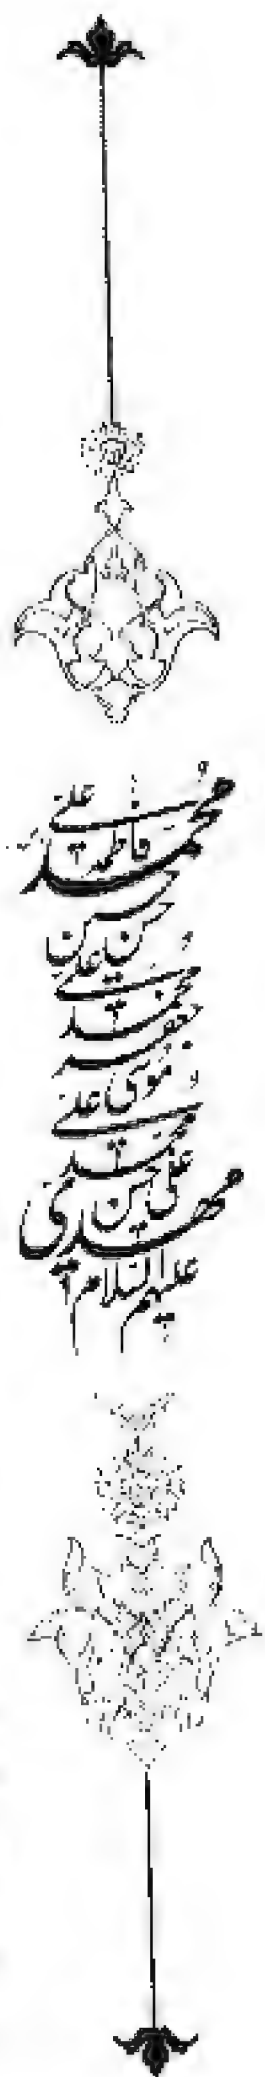 محمد علی
فاطمه
حسن حسین
علی
محمد
جعفر
موسی علی
محمد
علی حسن
مهدی
علیهم السلام